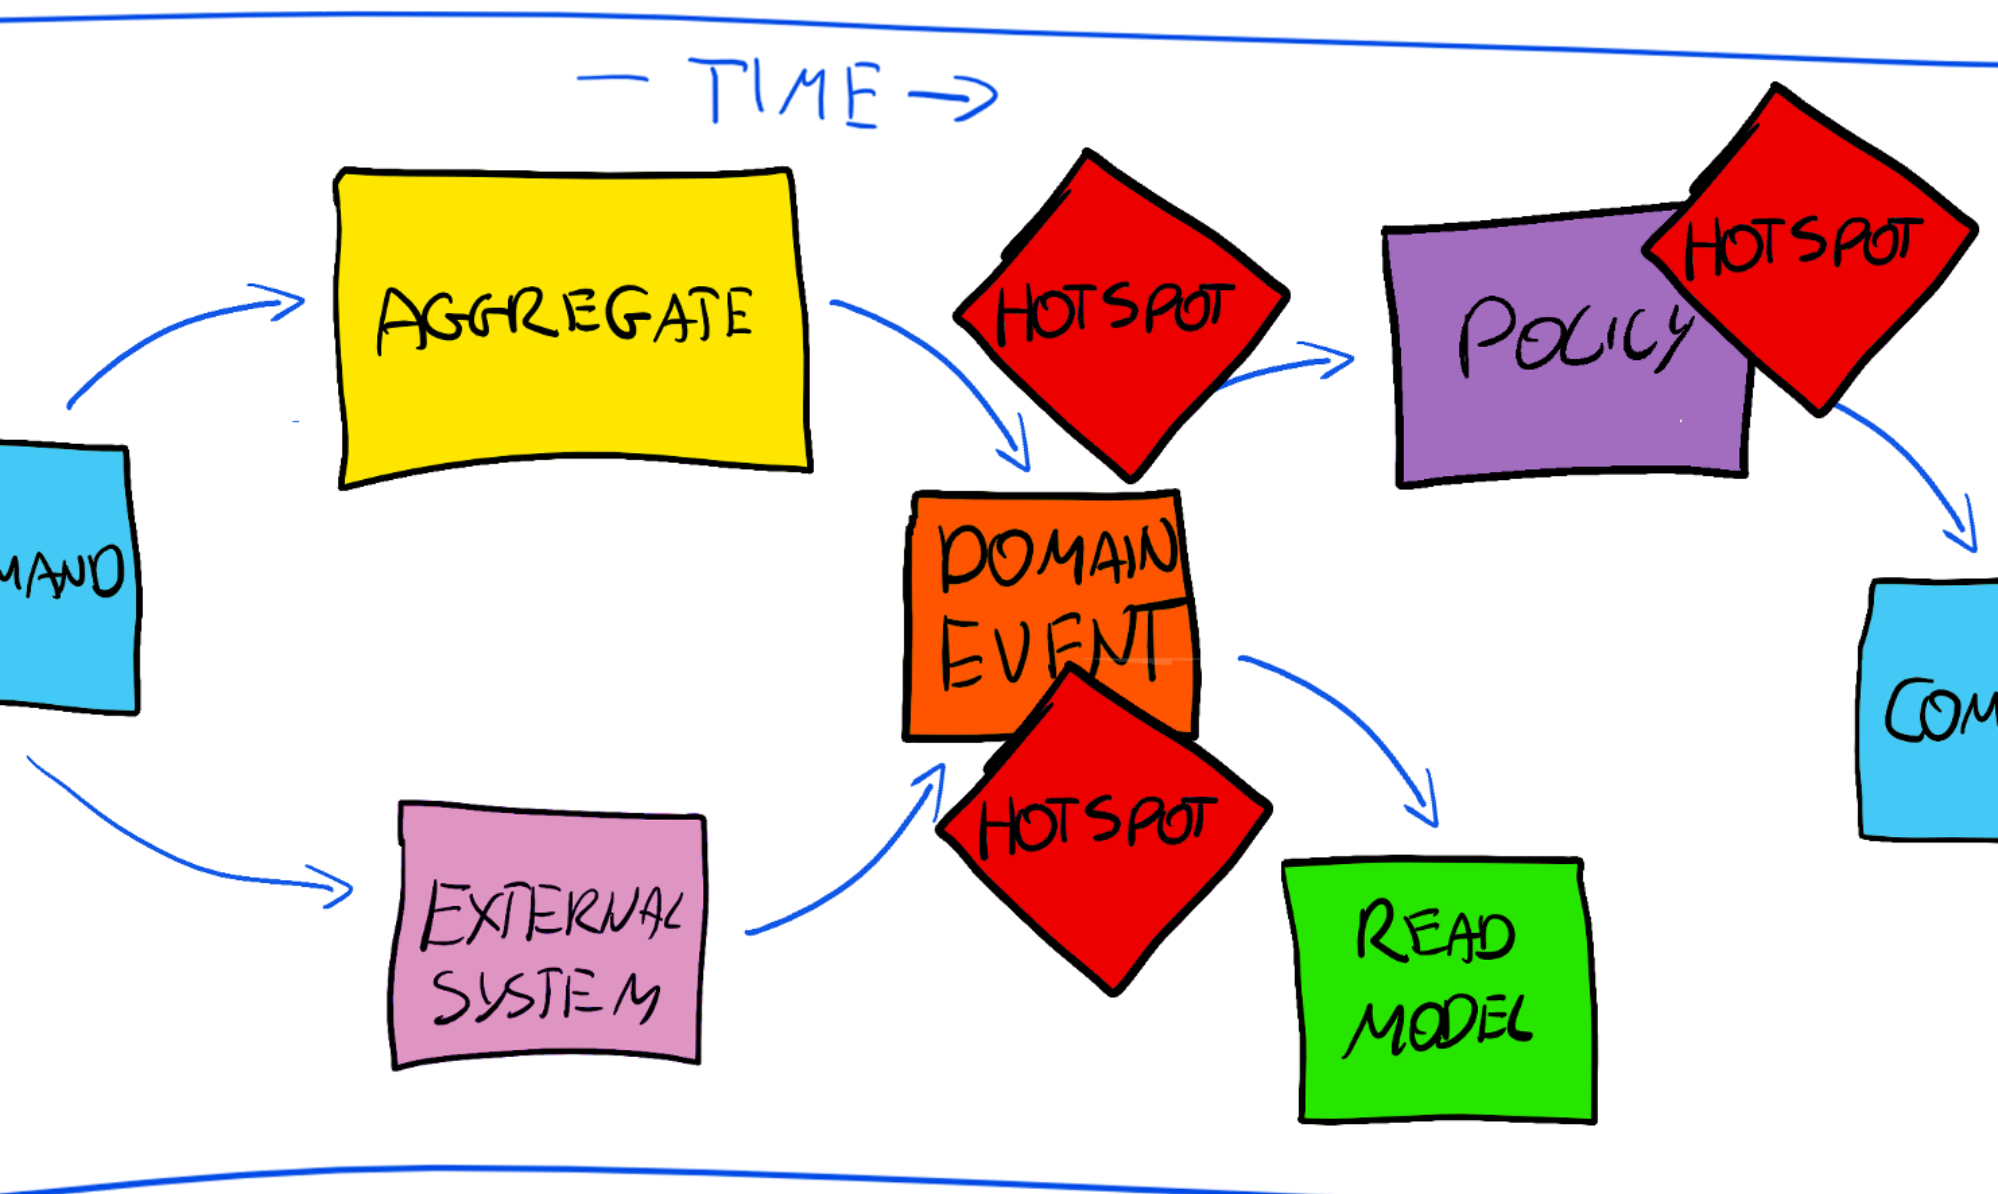 — TIME →
AGGREGATE
HOTSPOT
POLICY
HOTSPOT
MAND
DOMAIN
EVENT
COM
HOTSPOT
EXTERNAL
SYSTEM
READ
MODEL